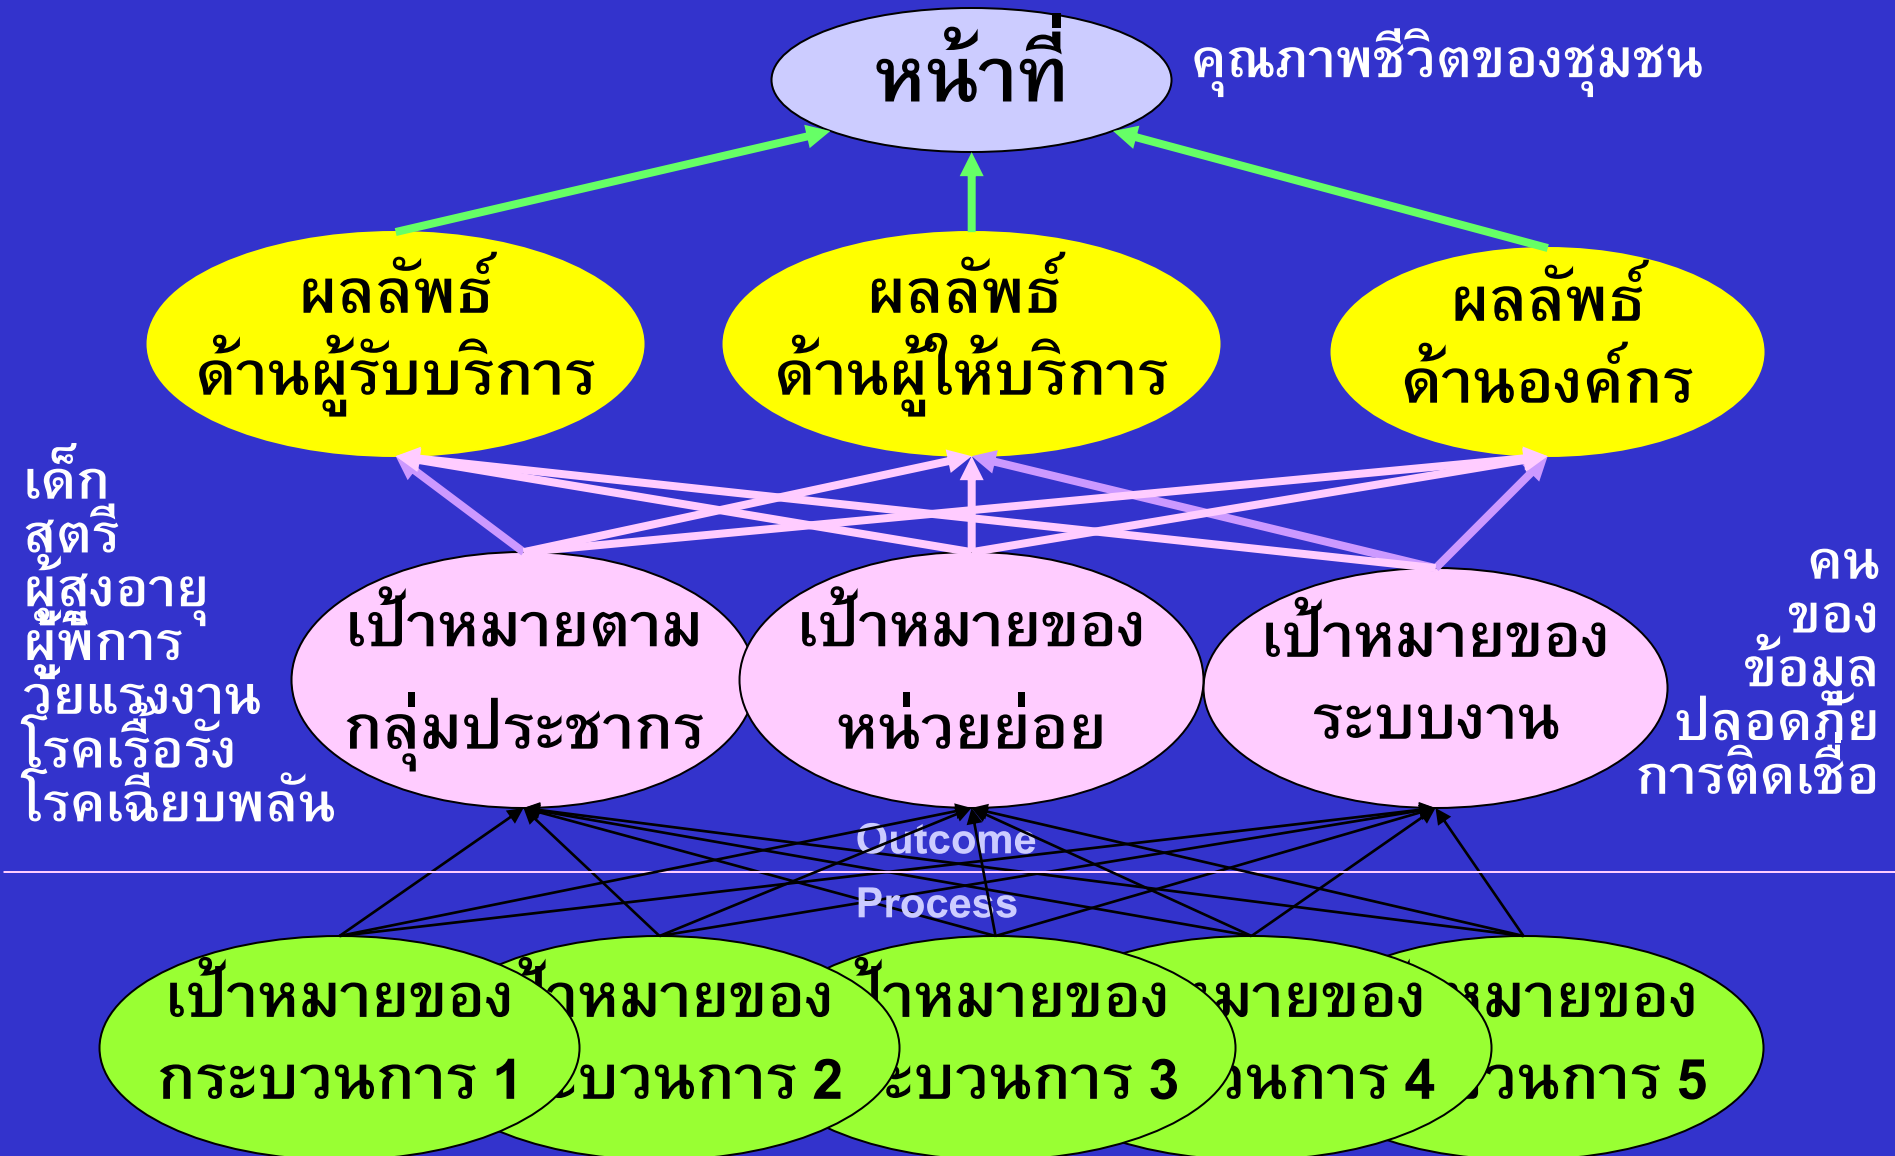 หน้าที่
คุณภาพชีวิตของชุมชน
ผลลัพธ์
ด้านผู้รับบริการ
ผลลัพธ์
ด้านผู้ให้บริการ
ผลลัพธ์
ด้านองค์กร
เด็ก
สตรี
ผู้สูงอายุ
ผู้พิการ
วัยแรงงาน
โรคเรื้อรัง
โรคเฉียบพลัน
เป้าหมายตาม
กลุ่มประชากร
เป้าหมายของ
หน่วยย่อย
เป้าหมายของ
ระบบงาน
คน
ของ
ข้อมูล
ปลอดภัย
การติดเชื่อ
Outcome
Process
เป้าหมายของ
กระบวนการ 1
ป้าหมายของ
ะบวนการ 2
ป้าหมายของ
ะบวนการ 3
มายของ
วนการ 4
หมายของ
วนการ 5